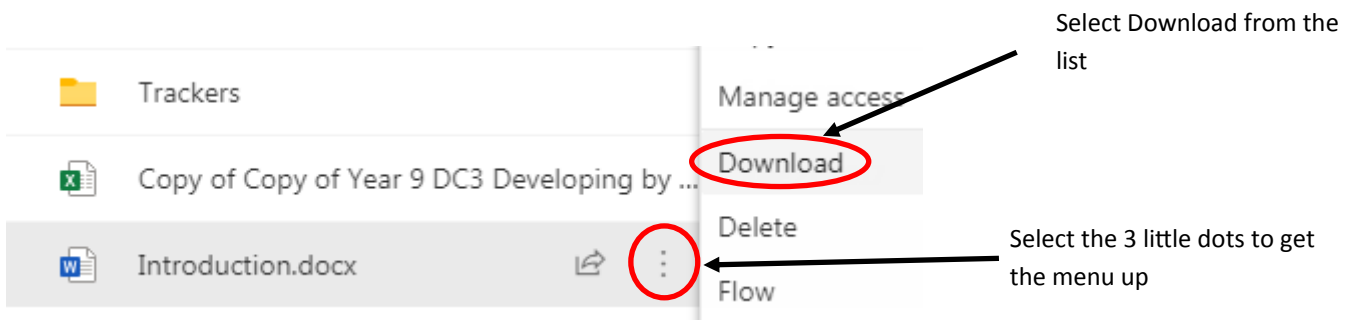 Select Download from the
list
Trackers
Manage access
Copy of Copy of Year 9 DC3 Developing by ...
Download
Delete
Select the 3 little dots to get
the menu up
Introduction.docx
Flow